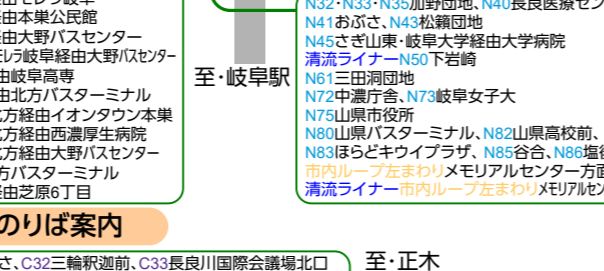 由本巣公民館
由大野バスセンター
モレラ岐阜経由大野バスセンター
由岐阜高専
由北方バスターミナル
方経由イオンタウン本巣
方経由西濃厚生病院
方経由大野バスセンター
方バスターミナル
経由芝原6丁目
至・岐阜駅
N32・N33・N35加野団地、N40長良医療セン
N41おぶさ、N43松籟団地
N45さぎ山東・岐阜大学経由大学病院
清流ライナーN50下岩崎
N61三田洞団地
N72中濃庁舎、N73岐阜女子大
N75山県市役所
N80山県バスターミナル、N82山県高校前、
N83ほらどキウイプラザ、N85谷合、N86塩後
市内ループ左まわりメモリアルセンター方面
清流ライナー市内ループ左まわりメモリアルセン
のりば案内
さ、C32三輪釈迦前、C33長良川国際会議場北口
至・正木